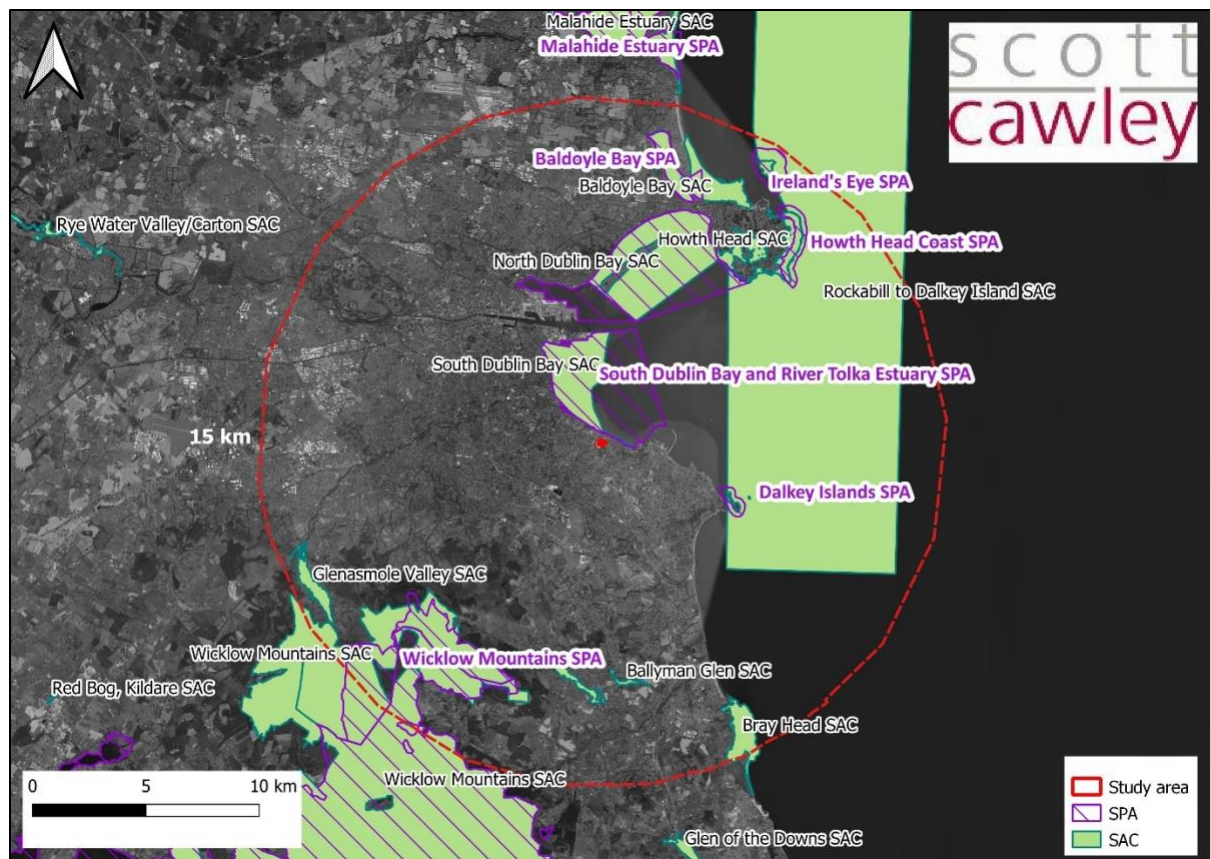 Malahide Estuary SAC
Malahide Estuary SPA
scott
cawley
Baldoyle Bay SPA
Baldoyle Bay SAC
Ireland's Eye SPA
Rye Water Valley/Carton SAC
Howth Head SAC
Howth Head Coast SPA
North Dublin Bay SAC
Rockabill to Dalkey Island SAC
South Dublin Bay SAC
South Dublin Bay and River Tolka Estuary SPA
15 km
Dalkey Islands SPA
Glenasmole Valley SAC
Wicklow Mountains SAC
Wicklow Mountains SPA
Ballyman Glen SAC
Red Bog, Kildare SAC
Bray Head SAC
Wicklow Mountains SAC
0 5 10 km
Study area
SPA
SAC
Glen of the Downs SAC